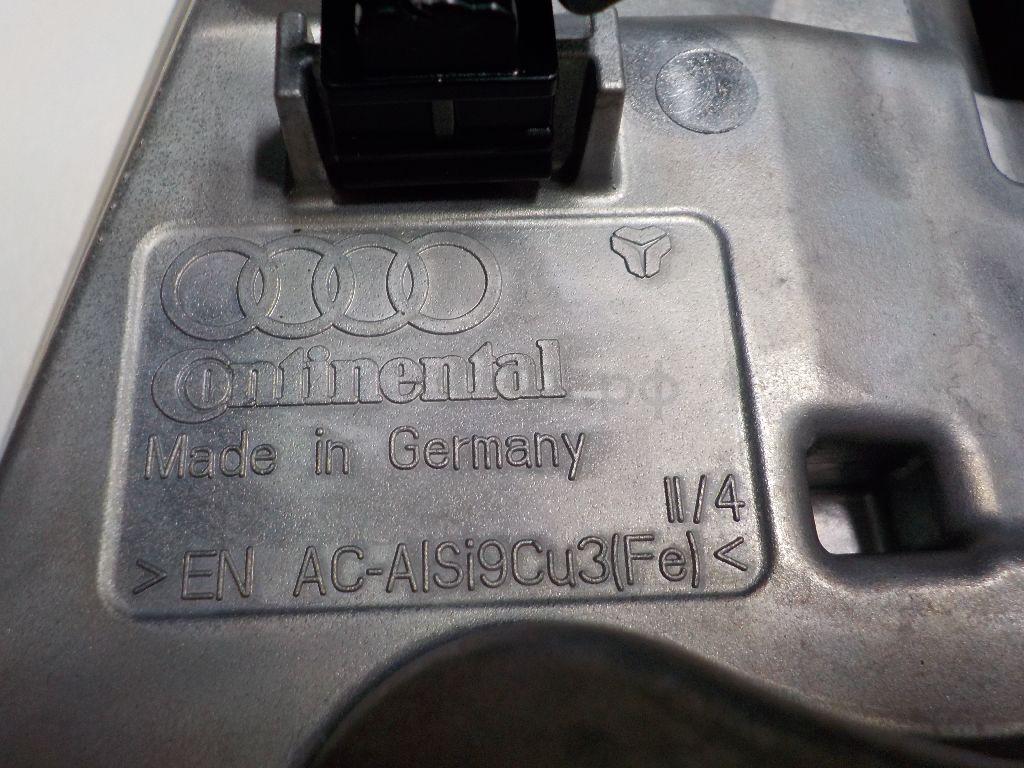 Continental
Made in Germany
II/4
>EN AC-AlSi9Cu3(Fe)<